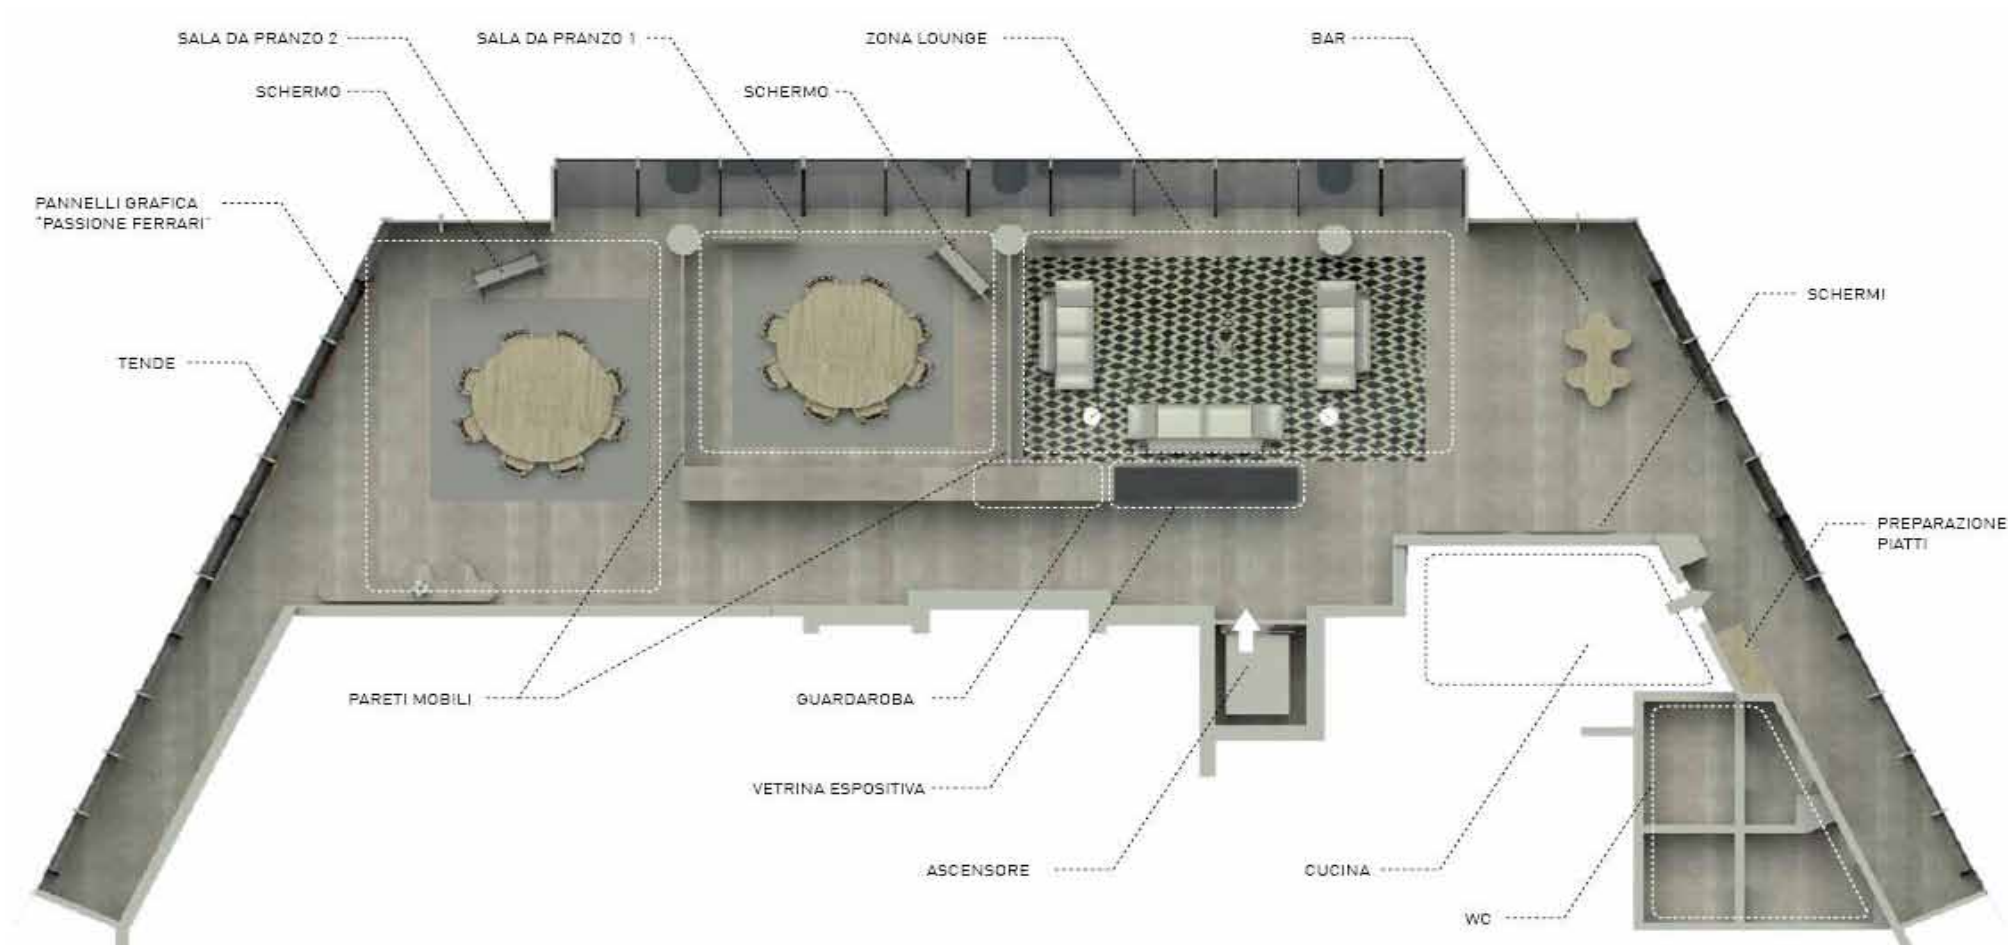 SALA DA PRANZO 2
SALA DA PRANZO 1
ZONA LOUNGE
BAR
SCHERMO
SCHERMO
PANNELLI GRAFICA
"PASSIONE FERRARI"
SCHERMI
TENDE
PREPARAZIONE
PIATTI
PARETI MOBILI
GUARDAROBA
VETRINA ESPOSITIVA
ASCENSORE
CUCINA
WC